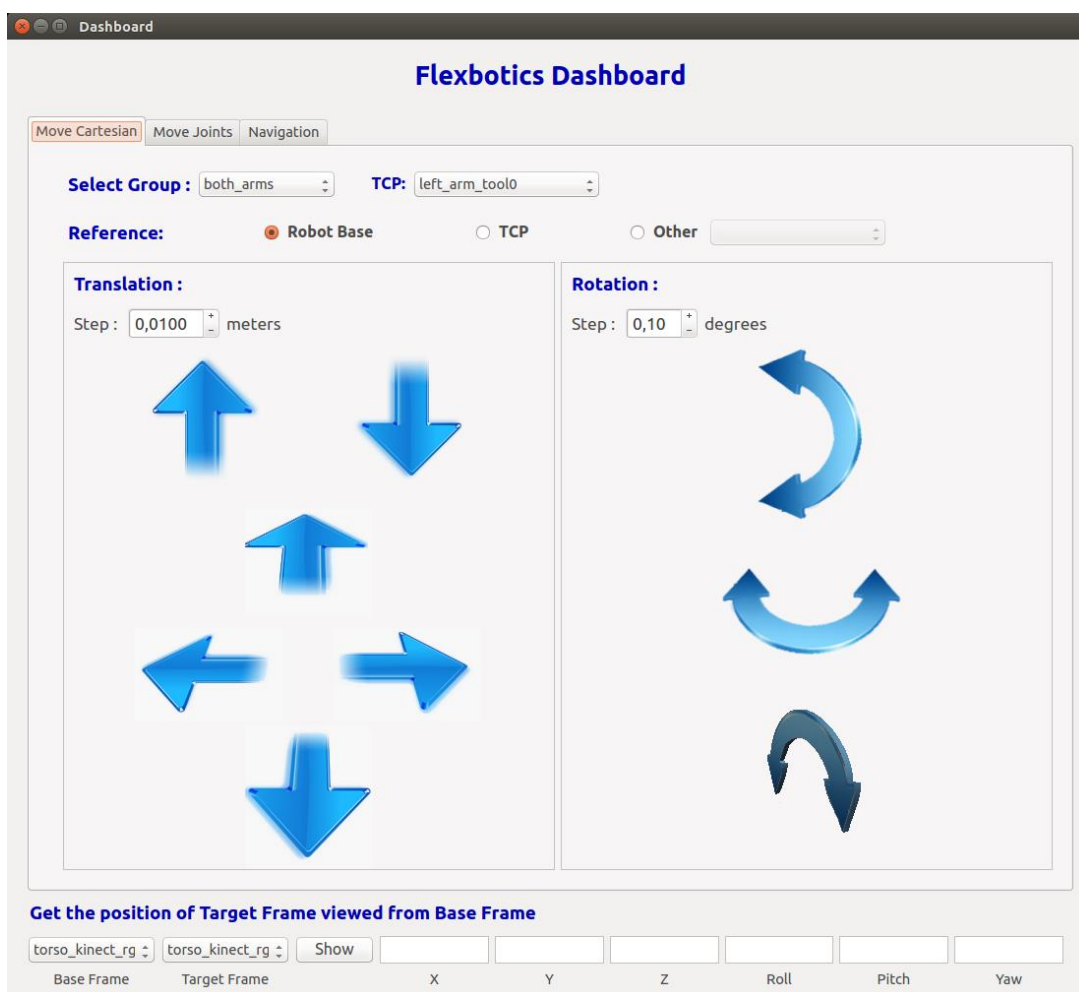 Dashboard
Flexbotics Dashboard
Move Cartesian Move Joints Navigation
Select Group : both_arms TCP: left_arm_tool0
Reference: Robot Base TCP Other
Translation : Rotation :
Step : 0,0100 + - meters Step : 0,10 + - degrees
Get the position of Target Frame viewed from Base Frame
torso_kinect_rg torso_kinect_rg Show
Base Frame Target Frame X Y Z Roll Pitch Yaw